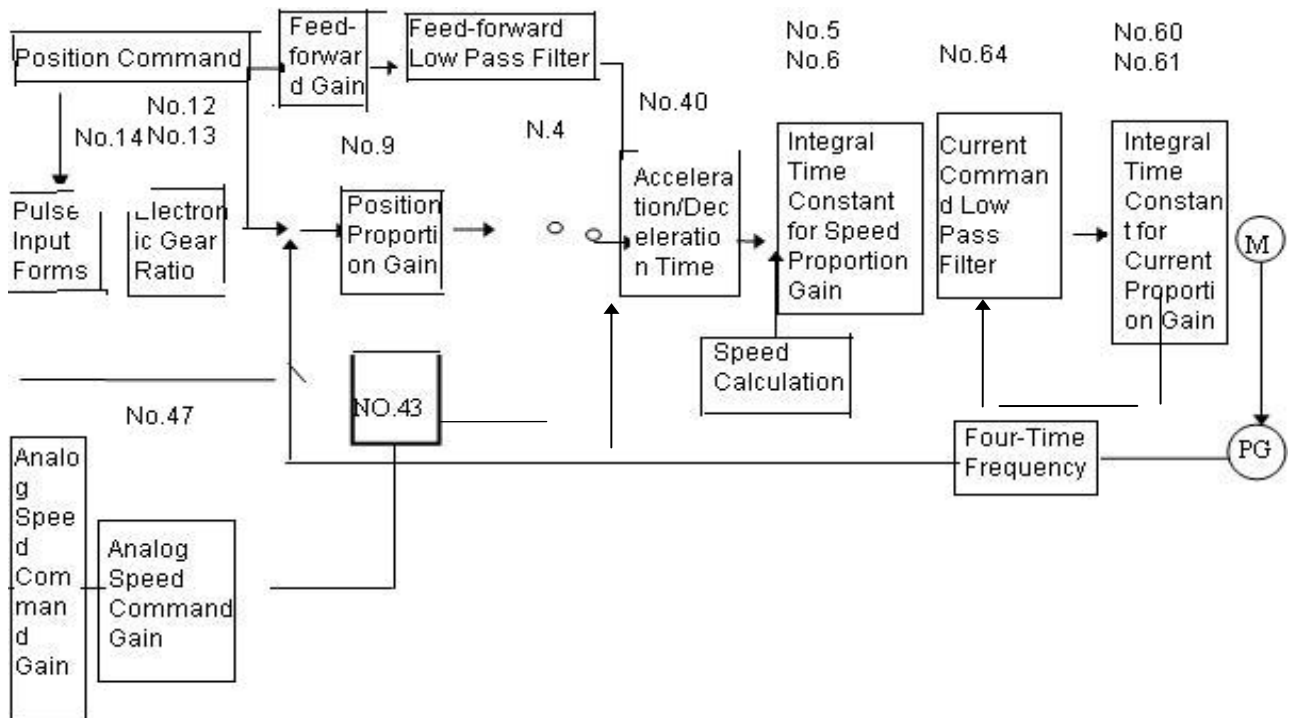 Position Command
Feed-
forwar
d Gain
Feed-forward
Low Pass Filter
No.5
No.6
No.64
No.60
No.61
No.12
No.14
No.13
No.9
N.4
No.40
Pulse
Input
Forms
Electron
ic Gear
Ratio
Position
Proporti
on Gain
Accelera
tion/Dec
eleratio
n Time
Integral
Time
Constant
for Speed
Proportion
Gain
Current
Comman
d Low
Pass
Filter
Integral
Time
Constan
t for
Current
Proporti
on Gain
M
Speed
Calculation
NO.43
No.47
Four-Time
Frequency
PG
Analo
g
Spee
d
Com
man
d
Gain
Analog
Speed
Command
Gain